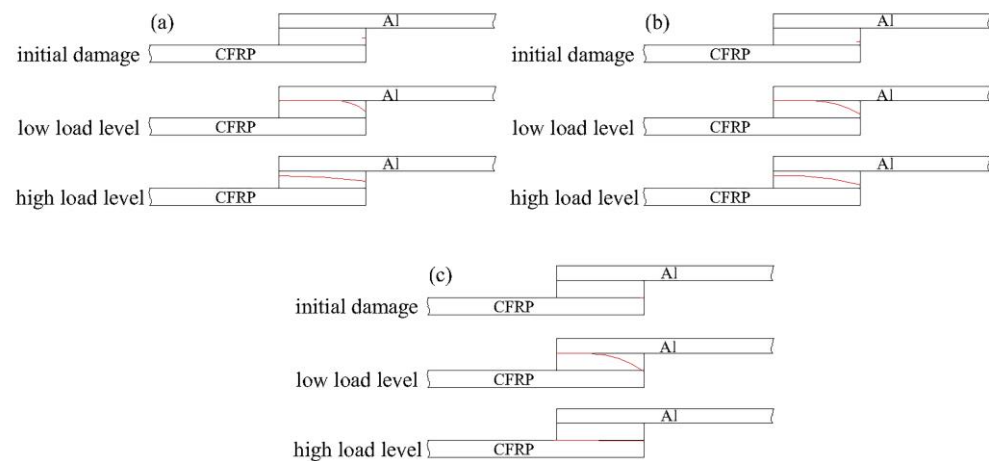 (a)
Al
initial damage
CFRP
Al
low load level
CFRP
Al
high load level
CFRP
(b)
Al
initial damage
CFRP
Al
low load level
CFRP
Al
high load level
CFRP
(c)
Al
initial damage
CFRP
Al
low load level
CFRP
Al
high load level
CFRP